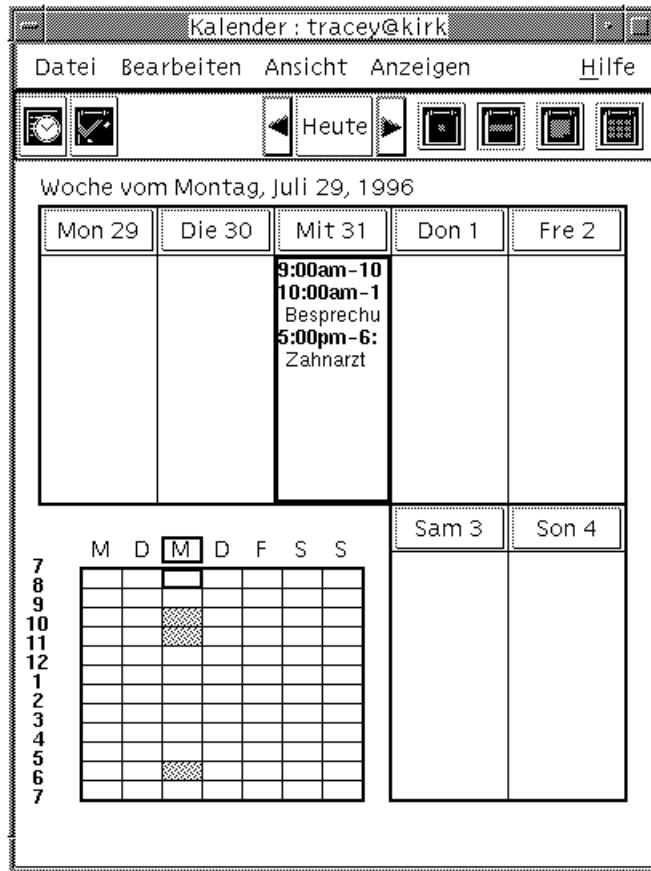 Kalender : tracey@kirk
Datei Bearbeiten Ansicht Anzeigen Hilfe
Heute
Woche vom Montag, Juli 29, 1996
Mon 29 Die 30 Mit 31 Don 1 Fre 2
9:00am-10
10:00am-1
Besprechu
5:00pm-6:
Zahnarzt
Sam 3 Son 4
M D M D F S S
7
8
9
10
11
12
1
2
3
4
5
6
7